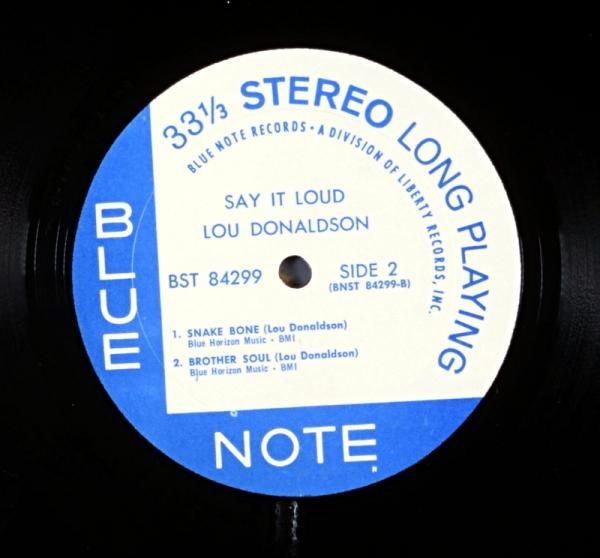 33⅓ STEREO LONG PLAYING
BLUE NOTE RECORDS • A DIVISION OF LIBERTY RECORDS, INC.
SAY IT LOUD
LOU DONALDSON
BST 84299
SIDE 2
(BNST 84299-B)
1. SNAKE BONE (Lou Donaldson)
Blue Horizon Music - BMI
2. BROTHER SOUL (Lou Donaldson)
Blue Horizon Music - BMI
BLUE
NOTE